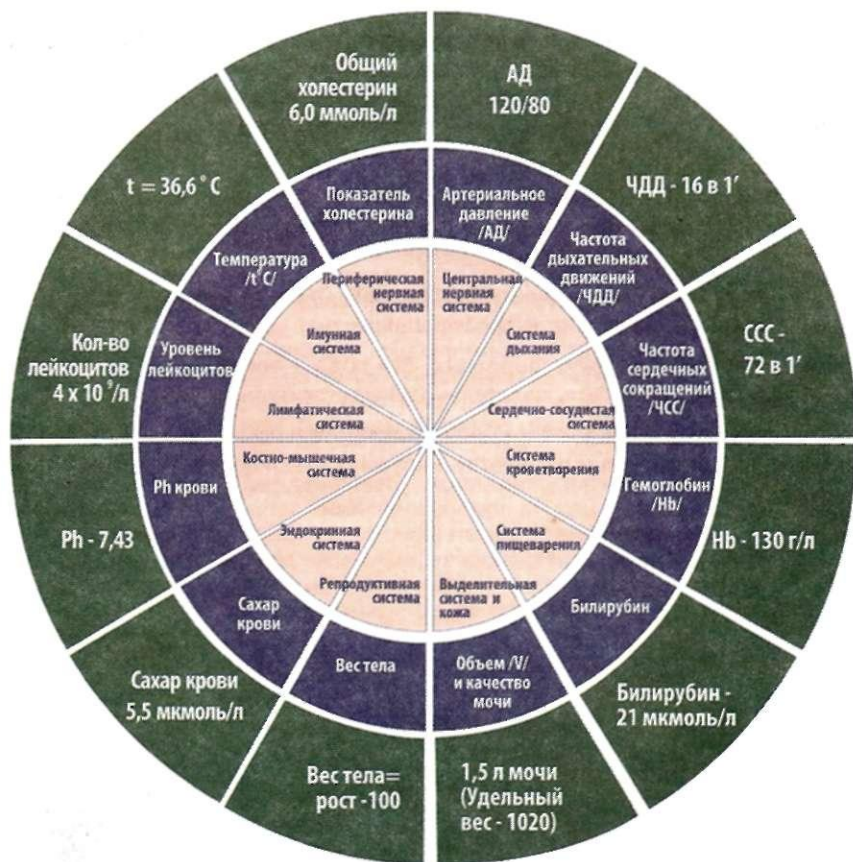 Общий
холестерин
6,0 ммоль/л
АД
120/80
ЧДД - 16 в 1′
ССС -
72 в 1′
Hb - 130 г/л
Билирубин -
21 мкмоль/л
1,5 л мочи
(Удельный
вес - 1020)
Вес тела=
рост -100
Сахар крови
5,5 мкмоль/л
Ph - 7,43
Кол-во
лейкоцитов
4 х 10 ⁹/л
t = 36,6 ° С
Показатель
холестерина
Артериальное
давление
/АД/
Частота
дыхательных
движений
/ЧДД/
Частота
сердечных
сокращений
/ЧСС/
Гемоглобин
/Hb/
Билирубин
Объем /V/
и качество
мочи
Вес тела
Сахар
крови
Ph крови
Уровень
лейкоцитов
Температура
/t°С/
Периферическая
нервная
система
Центральная
нервная
система
Система
дыхания
Сердечно-сосудистая
система
Система
кроветворения
Система
пищеварения
Выделительная
система и
кожа
Репродуктивная
система
Эндокринная
система
Костно-мышечная
система
Лимфатическая
система
Имунная
система